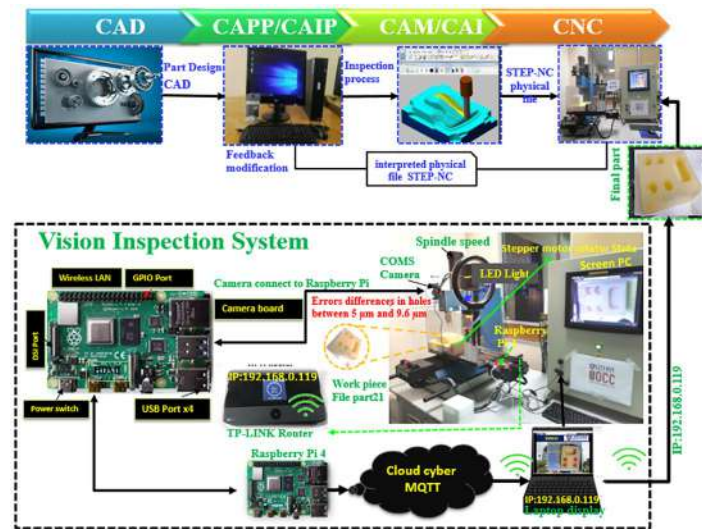 CAD
CAPP/CAIP
CAM/CAI
CNC
Part Design
CAD
Inspection
process
STEP-NC
physical
file
Feedback
modification
interpreted physical
file STEP-NC
Final part
Vision Inspection System
Wireless LAN
GPIO Port
Camera connect to Raspberry Pi
Camera board
DSI Port
Power switch
USB Port x4
COMS
Camera
Spindle speed
Stepper motor
LED Light
Screen PC
Errors differences in holes
between 5 µm and 9.6 µm
Raspberry
Work piece
File part21
IP:192.168.0.119
TP-LINK Router
Raspberry Pi 4
Cloud cyber
MQTT
IP:192.168.0.119
Laptop display
IP:192.168.0.119